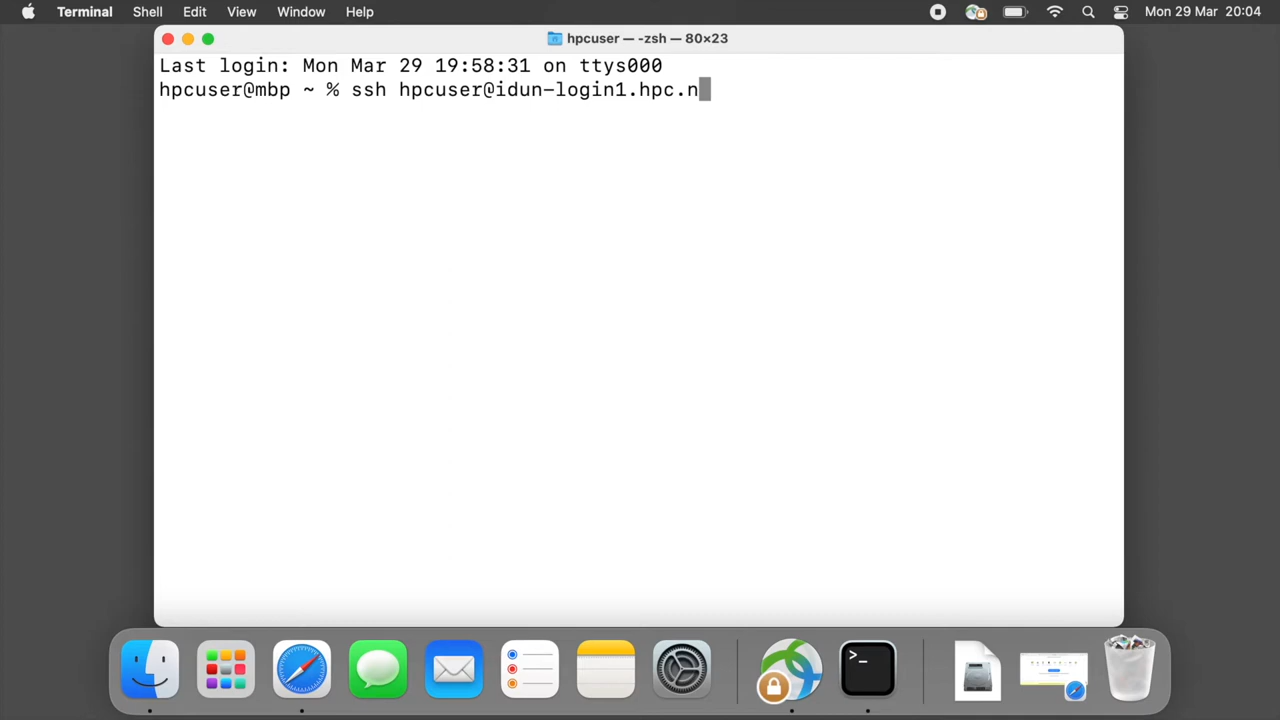 Terminal Shell Edit View Window Help Mon 29 Mar 20:04
hpcuser — -zsh — 80×23
Last login: Mon Mar 29 19:58:31 on ttys000
hpcuser@mbp ~ % ssh hpcuser@idun-login1.hpc.n
>_